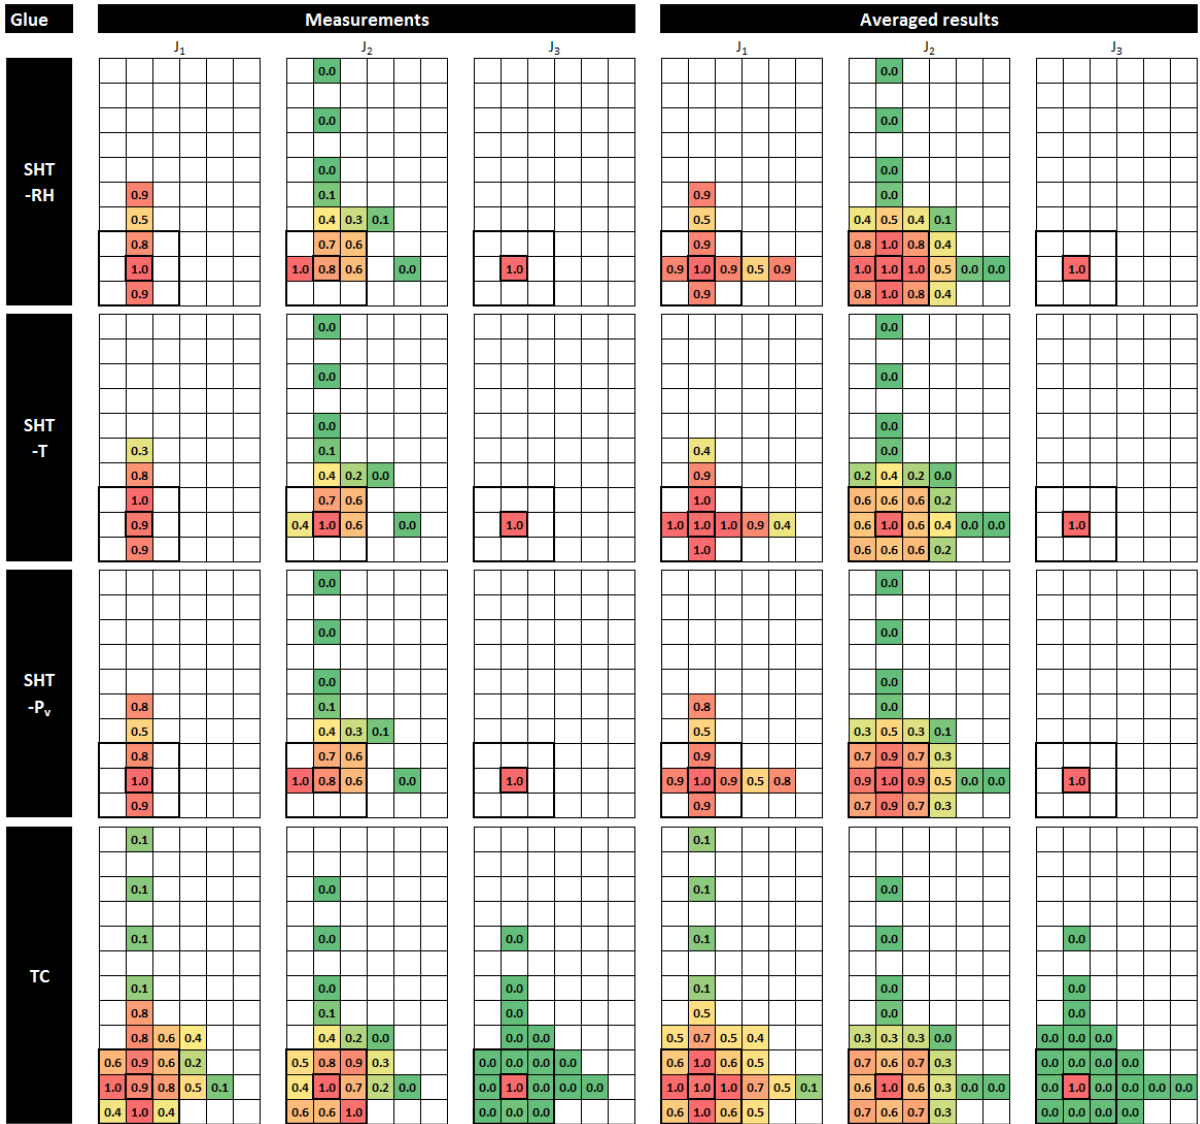 Glue Measurements Averaged results
J₁ J₂ J₃ J₁ J₂ J₃
0.0 0.0
0.0 0.0
SHT 0.0 0.0
-RH 0.9 0.1 0.9 0.0
0.5 0.4 0.3 0.1 0.5 0.4 0.5 0.4 0.1
0.8 0.7 0.6 0.9 0.8 1.0 0.8 0.4
1.0 1.0 0.8 0.6 0.0 1.0 0.9 1.0 0.9 0.5 0.9 1.0 1.0 1.0 0.5 0.0 0.0 1.0
0.9 0.9 0.8 1.0 0.8 0.4
0.0 0.0
0.0 0.0
SHT 0.0 0.0
-T 0.3 0.1 0.4 0.0
0.8 0.4 0.2 0.0 0.9 0.2 0.4 0.2 0.0
1.0 0.7 0.6 1.0 0.6 0.6 0.6 0.2
0.9 0.4 1.0 0.6 0.0 1.0 1.0 1.0 1.0 0.9 0.4 0.6 1.0 0.6 0.4 0.0 0.0 1.0
0.9 1.0 0.6 0.6 0.6 0.2
0.0 0.0
0.0 0.0
SHT 0.0 0.0
-Pᵥ 0.8 0.1 0.8 0.0
0.5 0.4 0.3 0.1 0.5 0.3 0.5 0.3 0.1
0.8 0.7 0.6 0.9 0.7 0.9 0.7 0.3
1.0 1.0 0.8 0.6 0.0 1.0 0.9 1.0 0.9 0.5 0.8 0.9 1.0 0.9 0.5 0.0 0.0 1.0
0.9 0.9 0.7 0.9 0.7 0.3
0.1 0.1
0.1 0.0 0.1 0.0
0.1 0.0 0.0 0.1 0.0 0.0
TC
0.1 0.0 0.0 0.1 0.0 0.0
0.8 0.1 0.0 0.5 0.0 0.0
0.8 0.6 0.4 0.4 0.2 0.0 0.0 0.0 0.5 0.7 0.5 0.4 0.3 0.3 0.3 0.0 0.0 0.0 0.0
0.6 0.9 0.6 0.2 0.5 0.8 0.9 0.3 0.0 0.0 0.0 0.0 0.6 1.0 0.6 0.5 0.7 0.6 0.7 0.3 0.0 0.0 0.0 0.0
1.0 0.9 0.8 0.5 0.1 0.4 1.0 0.7 0.2 0.0 0.0 1.0 0.0 0.0 0.0 1.0 1.0 1.0 0.7 0.5 0.1 0.6 1.0 0.6 0.3 0.0 0.0 0.0 1.0 0.0 0.0 0.0 0.0
0.4 1.0 0.4 0.6 0.6 1.0 0.0 0.0 0.0 0.6 1.0 0.6 0.5 0.7 0.6 0.7 0.3 0.0 0.0 0.0 0.0